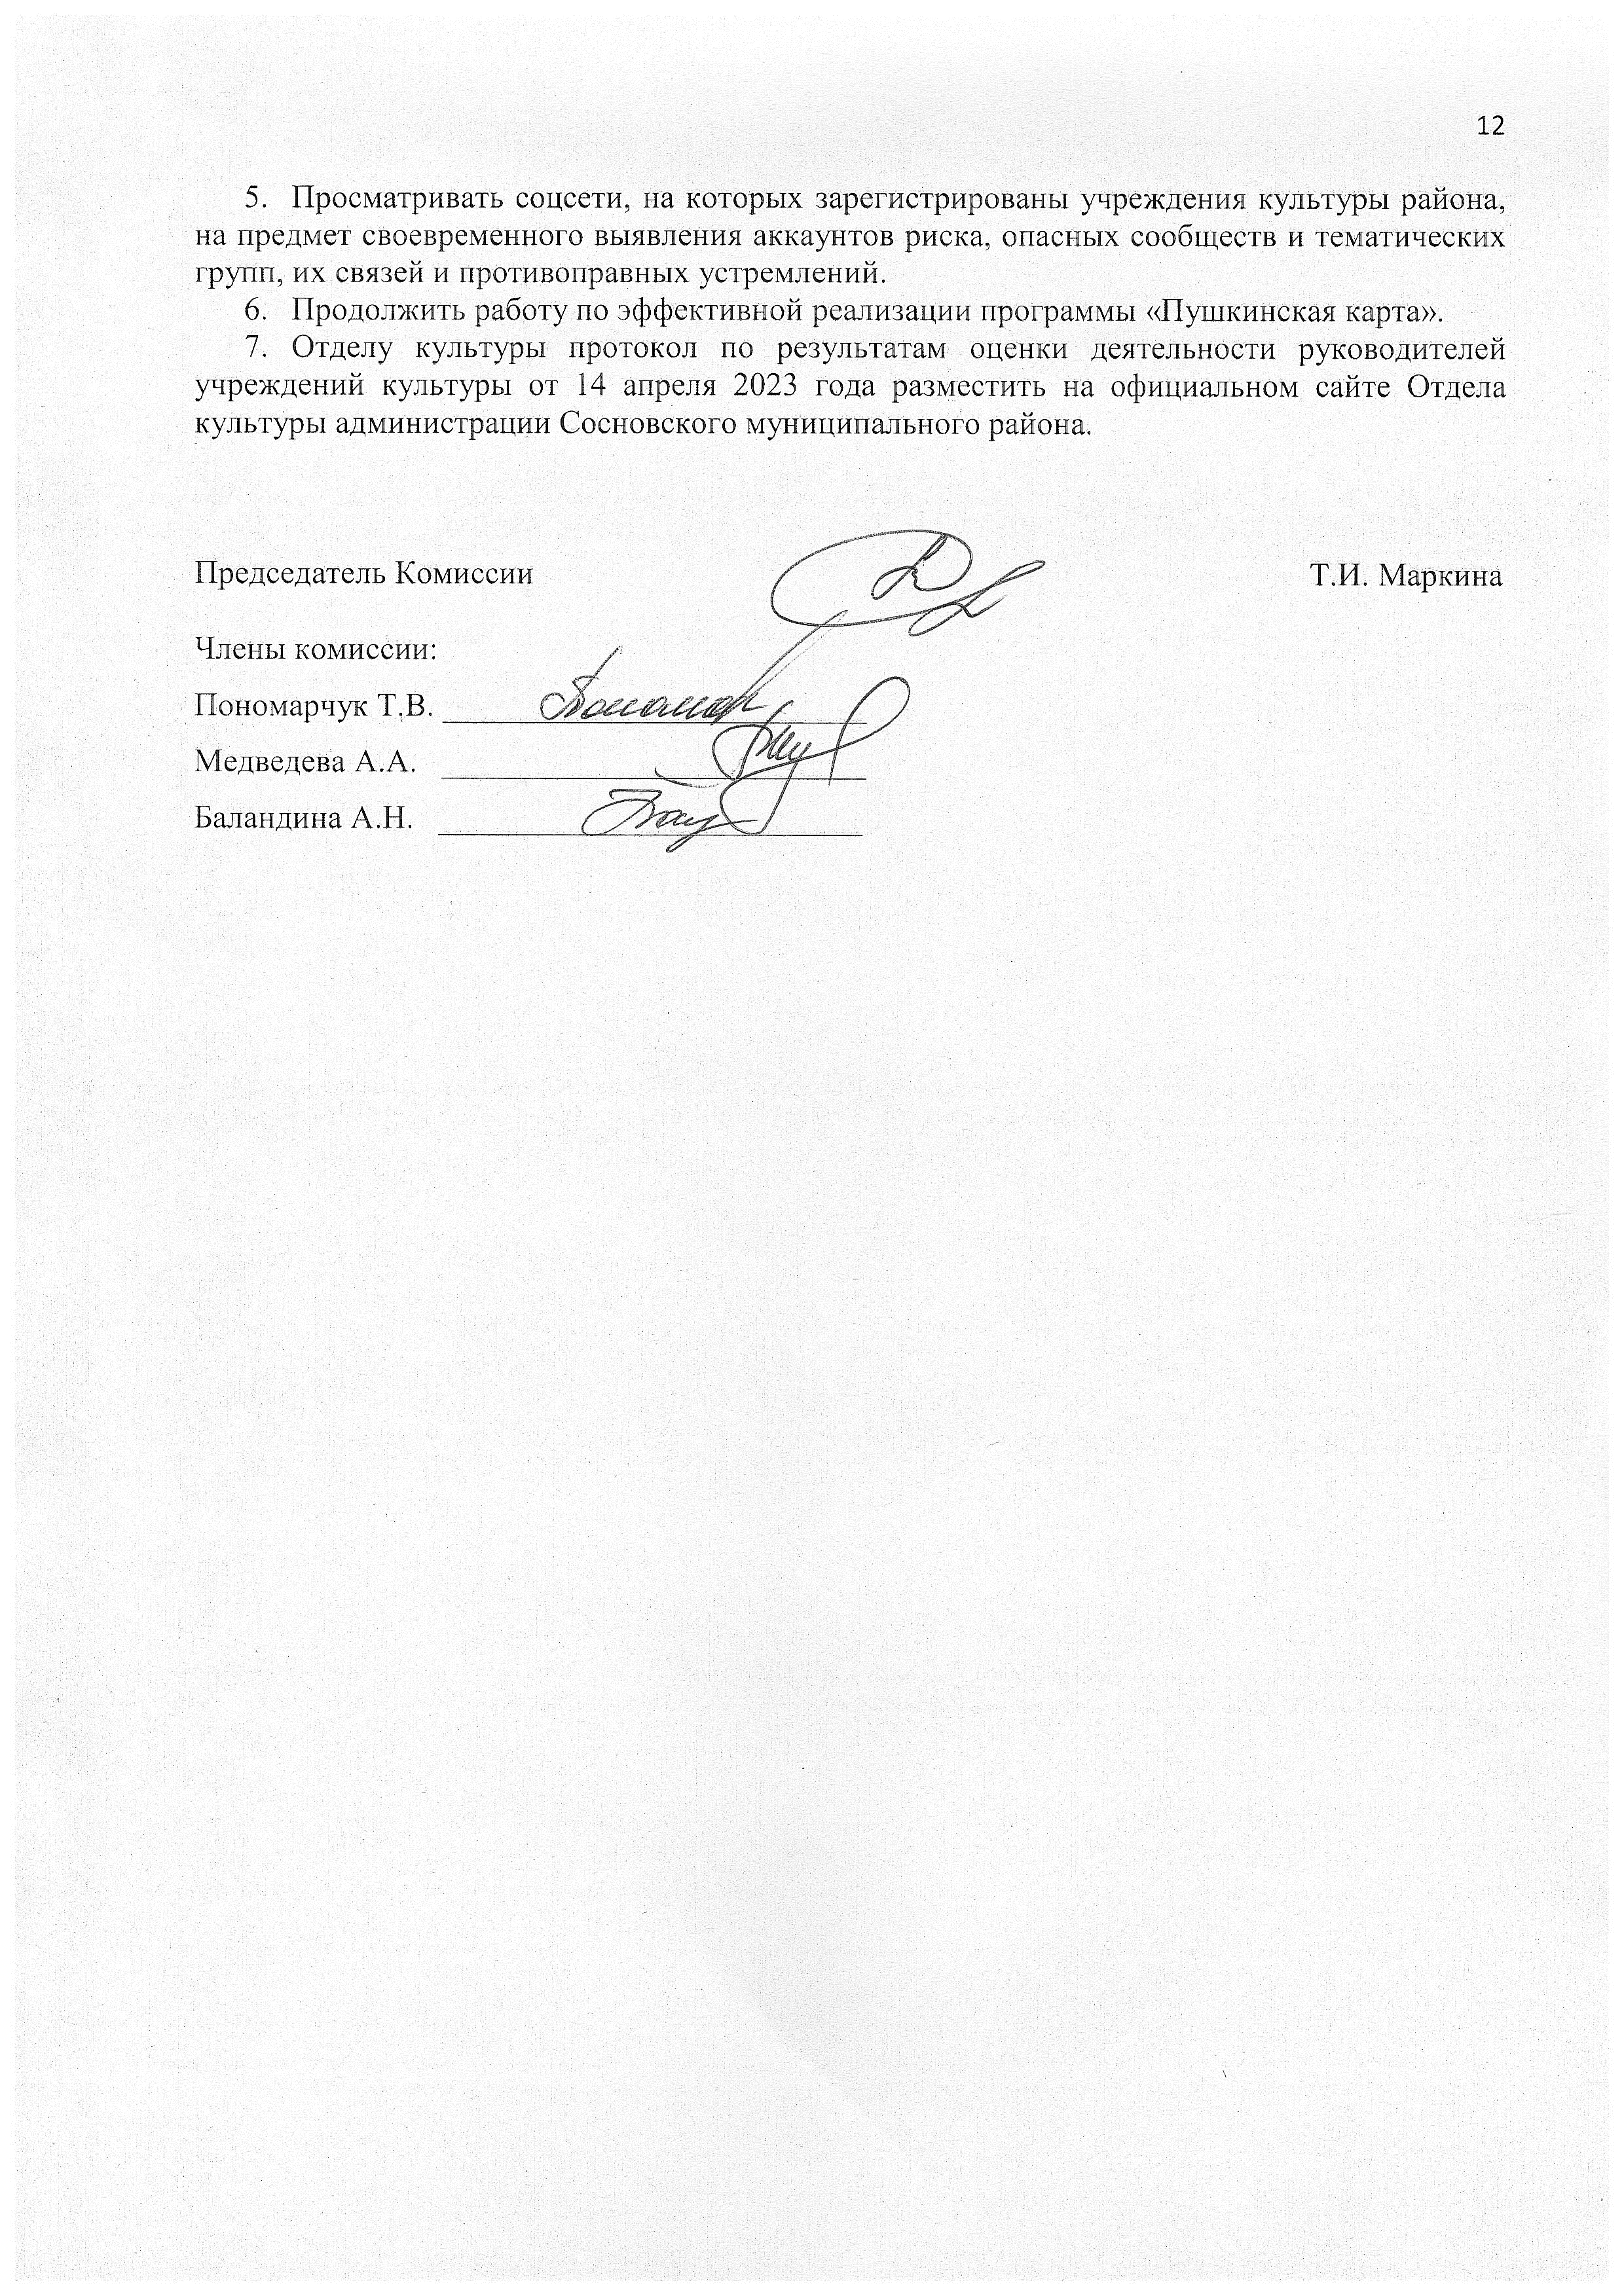 12
5. Просматривать соцсети, на которых зарегистрированы учреждения культуры района,
на предмет своевременного выявления аккаунтов риска, опасных сообществ и тематических
групп, их связей и противоправных устремлений.
6. Продолжить работу по эффективной реализации программы «Пушкинская карта».
7. Отделу культуры протокол по результатам оценки деятельности руководителей
учреждений культуры от 14 апреля 2023 года разместить на официальном сайте Отдела
культуры администрации Сосновского муниципального района.
Председатель Комиссии Т.И. Маркина
Члены комиссии:
Пономарчук Т.В.
Медведева А.А.
Баландина А.Н.